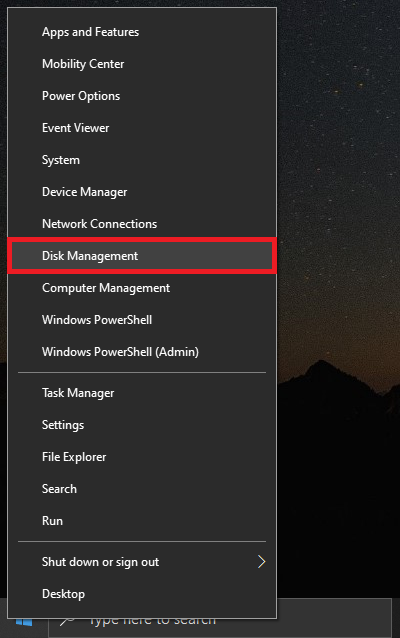 Apps and Features
Mobility Center
Power Options
Event Viewer
System
Device Manager
Network Connections
Disk Management
Computer Management
Windows PowerShell
Windows PowerShell (Admin)
Task Manager
Settings
File Explorer
Search
Run
Shut down or sign out
Desktop
Type here to search